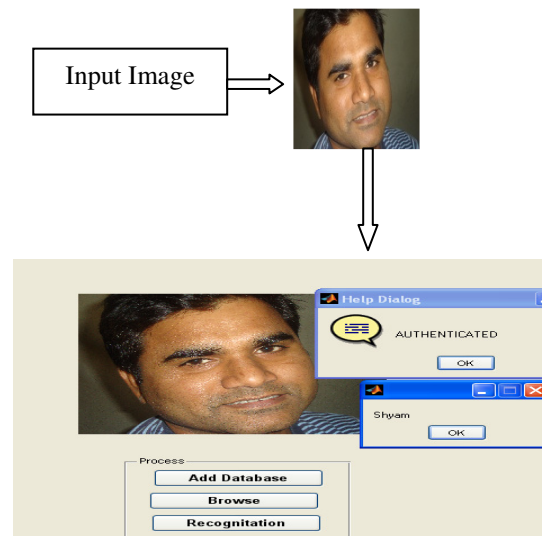 Input Image
Help Dialog
AUTHENTICATED
OK
Shyam
OK
Process
Add Database
Browse
Recognitation